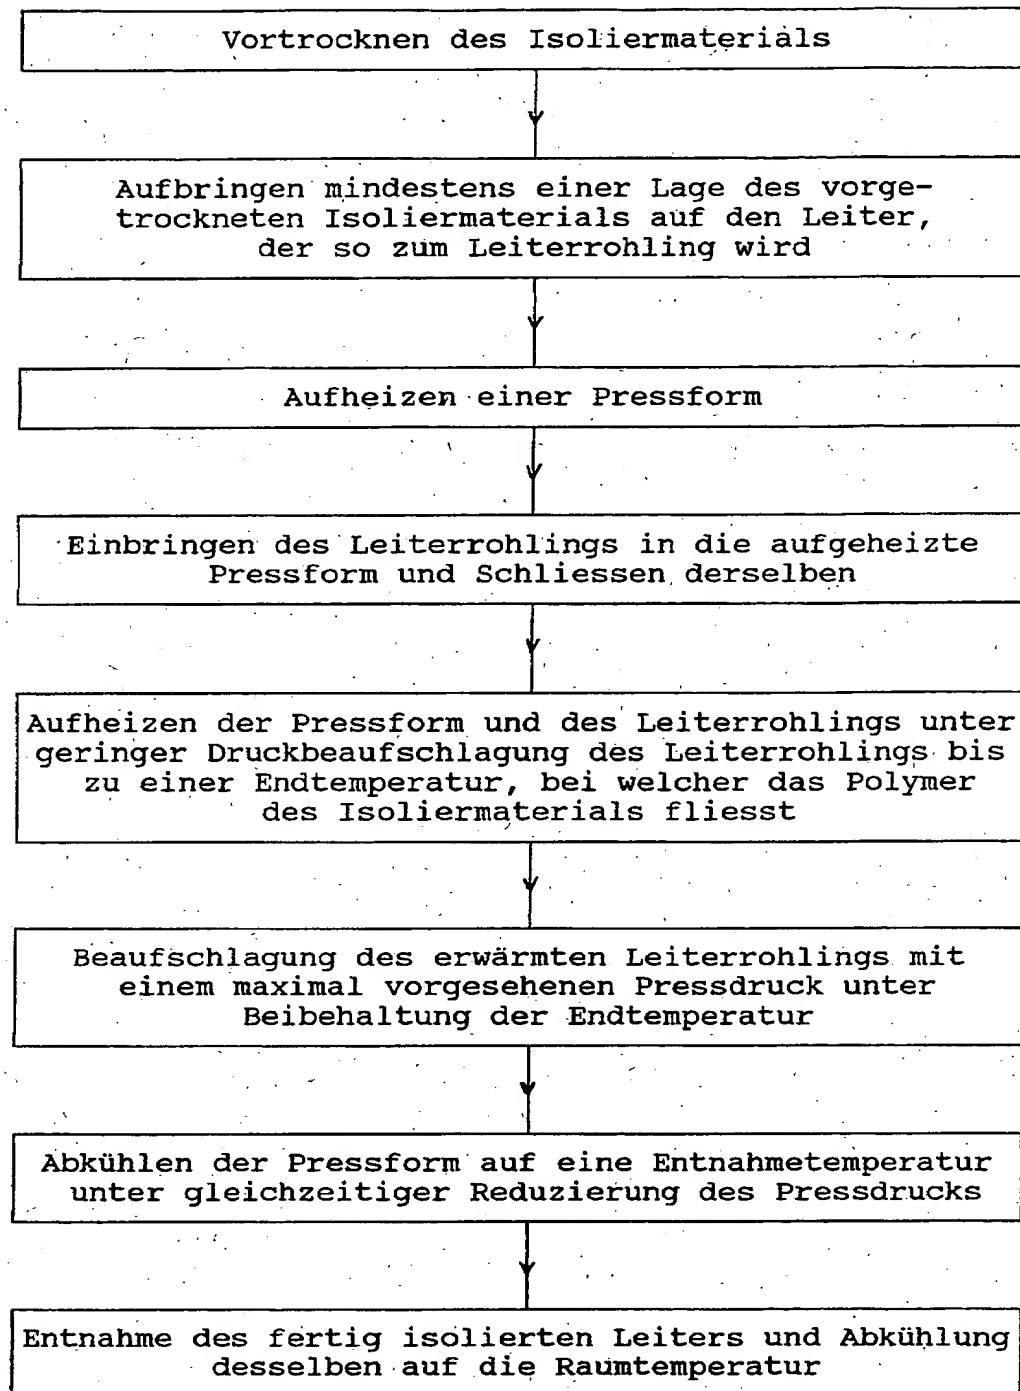 Vortrocknen des Isoliermaterials
Aufbringen mindestens einer Lage des vorge-
trockneten Isoliermaterials auf den Leiter,
der so zum Leiterrohling wird
Aufheizen einer Pressform
Einbringen des Leiterrohlings in die aufgeheizte
Pressform und Schliessen derselben
Aufheizen der Pressform und des Leiterrohlings unter
geringer Druckbeaufschlagung des Leiterrohlings bis
zu einer Endtemperatur, bei welcher das Polymer
des Isoliermaterials fliesst
Beaufschlagung des erwärmten Leiterrohlings mit
einem maximal vorgesehenen Pressdruck unter
Beibehaltung der Endtemperatur
Abkühlen der Pressform auf eine Entnahmetemperatur
unter gleichzeitiger Reduzierung des Pressdrucks
Entnahme des fertig isolierten Leiters und Abkühlung
desselben auf die Raumtemperatur